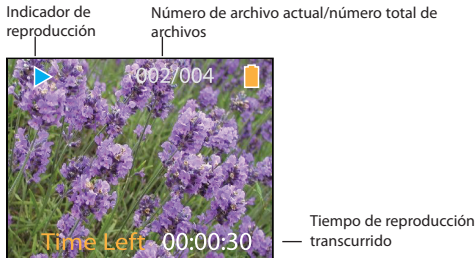 Indicador de
reproducción
Número de archivo actual/número total de
archivos
002/004
Time Left 00:00:30
Tiempo de reproducción
transcurrido